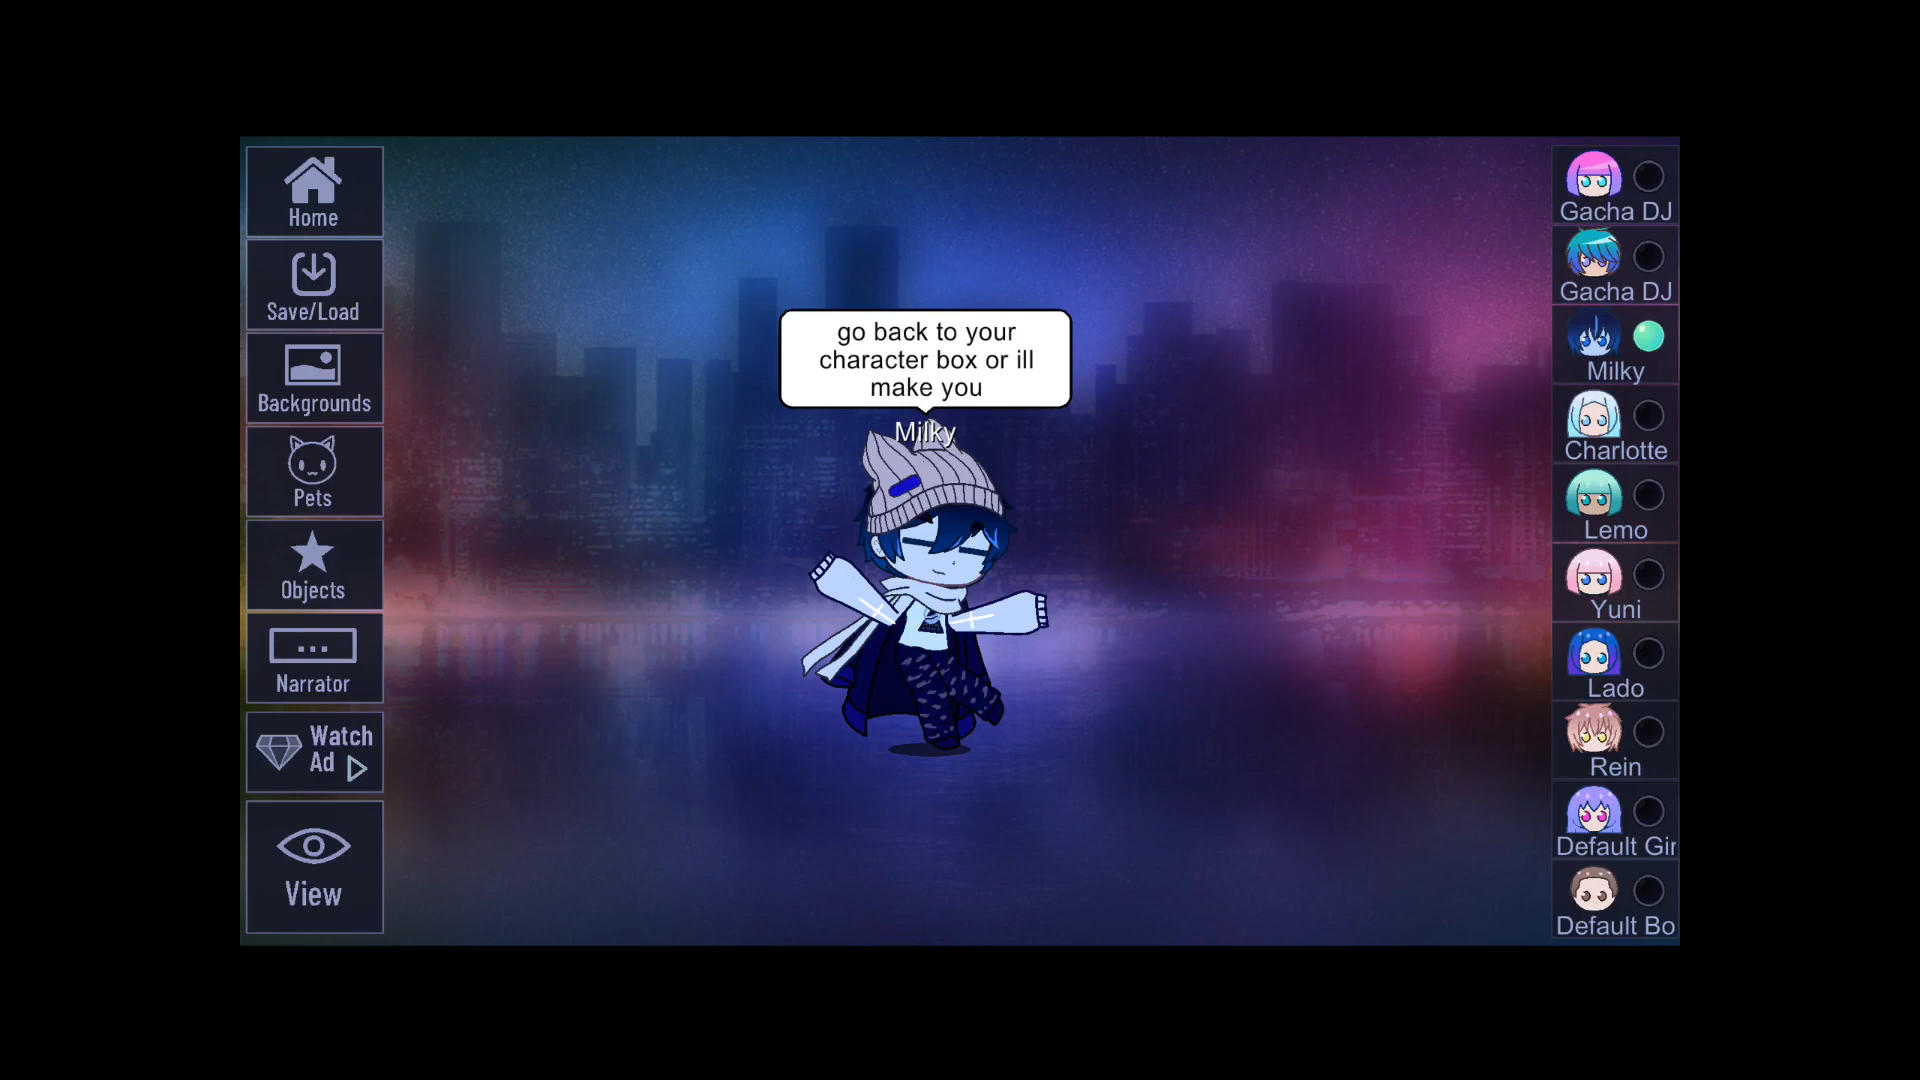 Home
Save/Load
Backgrounds
Pets
Objects
...
Narrator
Watch
Ad
View
go back to your
character box or ill
make you
Milky
Gacha DJ
Gacha DJ
Milky
Charlotte
Lemo
Yuni
Lado
Rein
Default Gir
Default Bo